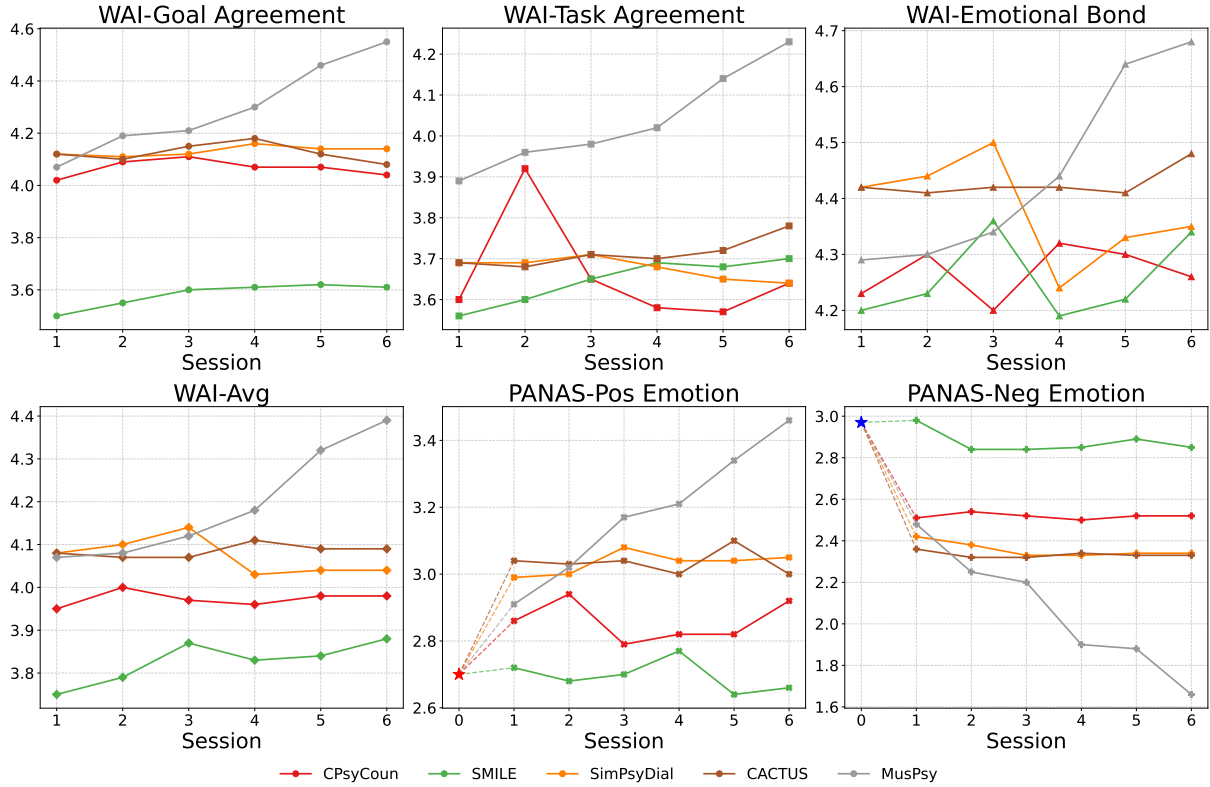 WAI-Goal Agreement
4.6
4.4
4.2
4.0
3.8
3.6
1 2 3 4 5 6
Session
WAI-Task Agreement
4.2
4.1
4.0
3.9
3.8
3.7
3.6
1 2 3 4 5 6
Session
WAI-Emotional Bond
4.7
4.6
4.5
4.4
4.3
4.2
1 2 3 4 5 6
Session
WAI-Avg
4.4
4.3
4.2
4.1
4.0
3.9
3.8
1 2 3 4 5 6
Session
PANAS-Pos Emotion
3.4
3.2
3.0
2.8
2.6
0 1 2 3 4 5 6
Session
PANAS-Neg Emotion
3.0
2.8
2.6
2.4
2.2
2.0
1.8
1.6
0 1 2 3 4 5 6
Session
CPsyCoun SMILE SimPsyDial CACTUS MusPsy